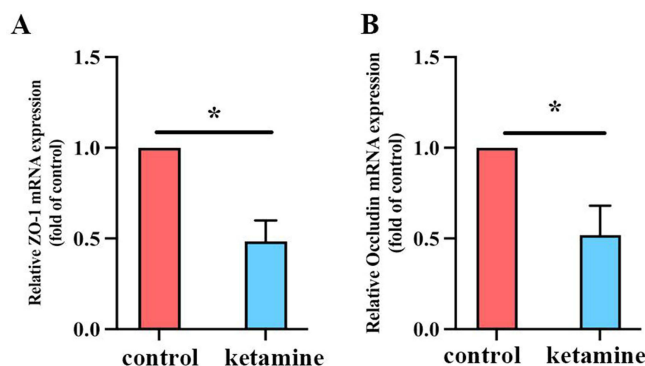 A
Relative ZO-1 mRNA expression
(fold of control)
1.5
1.0
0.5
0.0
*
control ketamine
B
Relative Occludin mRNA expression
(fold of control)
1.5
1.0
0.5
0.0
*
control ketamine